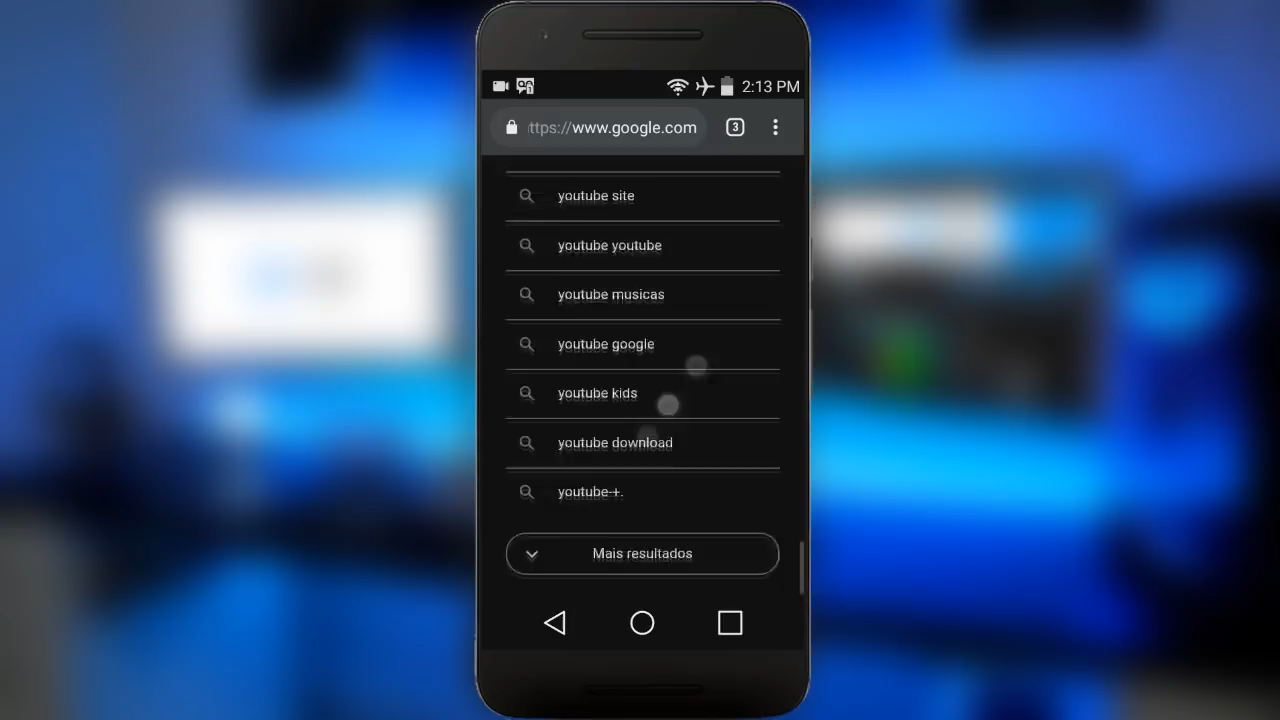 2:13 PM
ttps://www.google.com
3
youtube site
youtube youtube
youtube musicas
youtube google
youtube kids
youtube download
youtube+.
Mais resultados